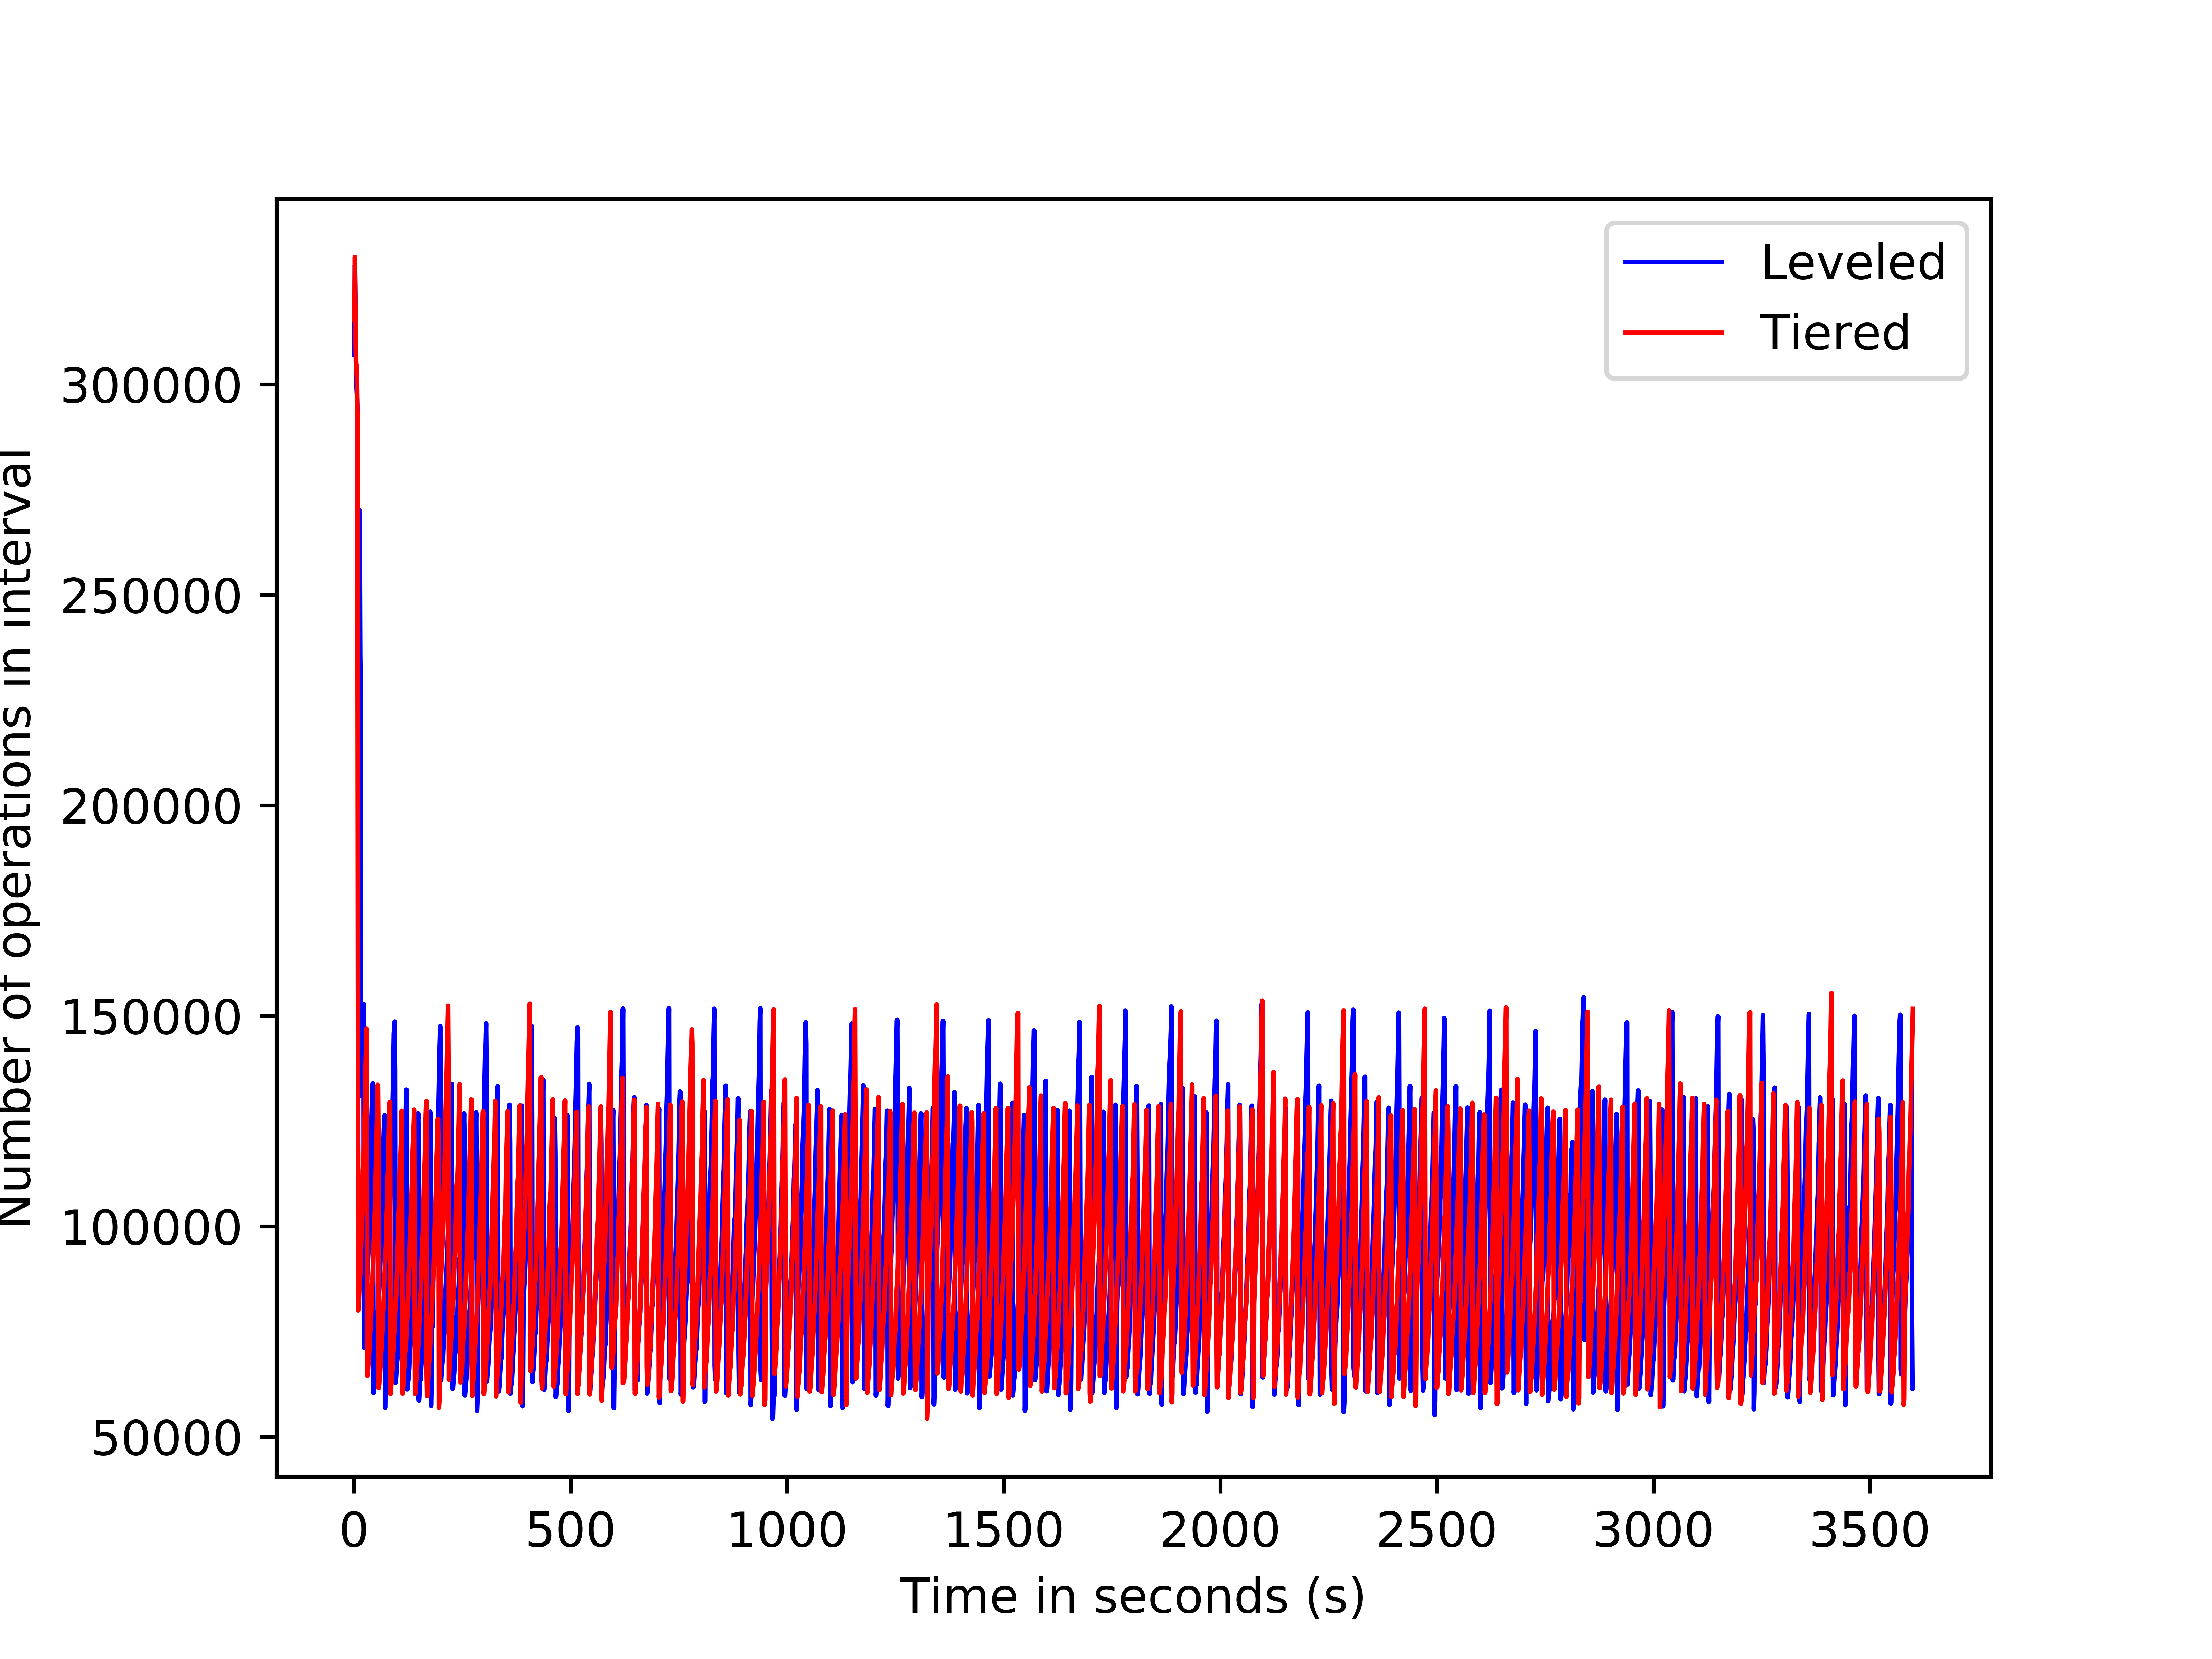 Leveled
Tiered
300000
250000
200000
150000
100000
50000
Number of operations in interval
0 500 1000 1500 2000 2500 3000 3500
Time in seconds (s)